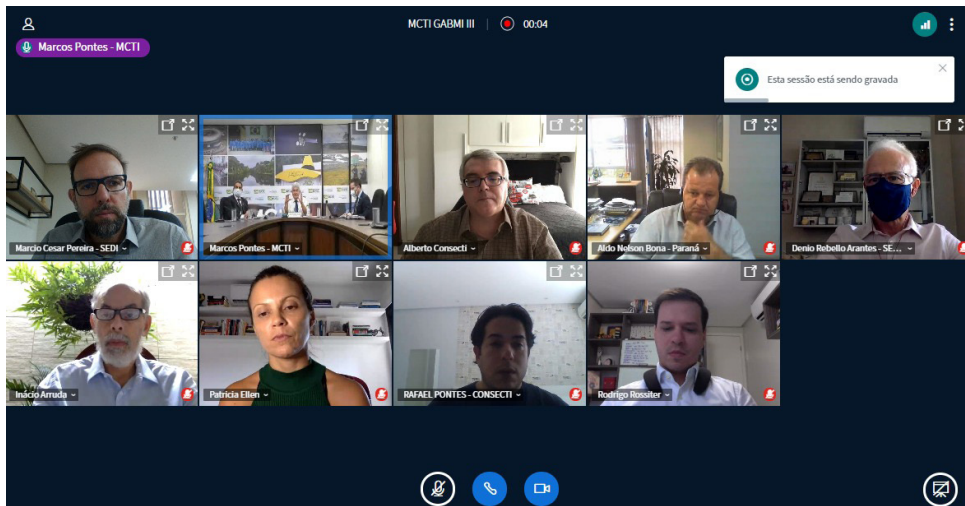 MCTI GABMI III | 00:04
Marcos Pontes - MCTI
Esta sessão está sendo gravada
Marcio Cesar Pereira - SEDI
Marcos Pontes - MCTI
Alberto Consecti
Aldo Nelson Bona - Paraná
Denio Rebello Arantes - SE...
Inácio Arruda
Patricia Ellen
RAFAEL PONTES - CONSECTI
Rodrigo Rossiter